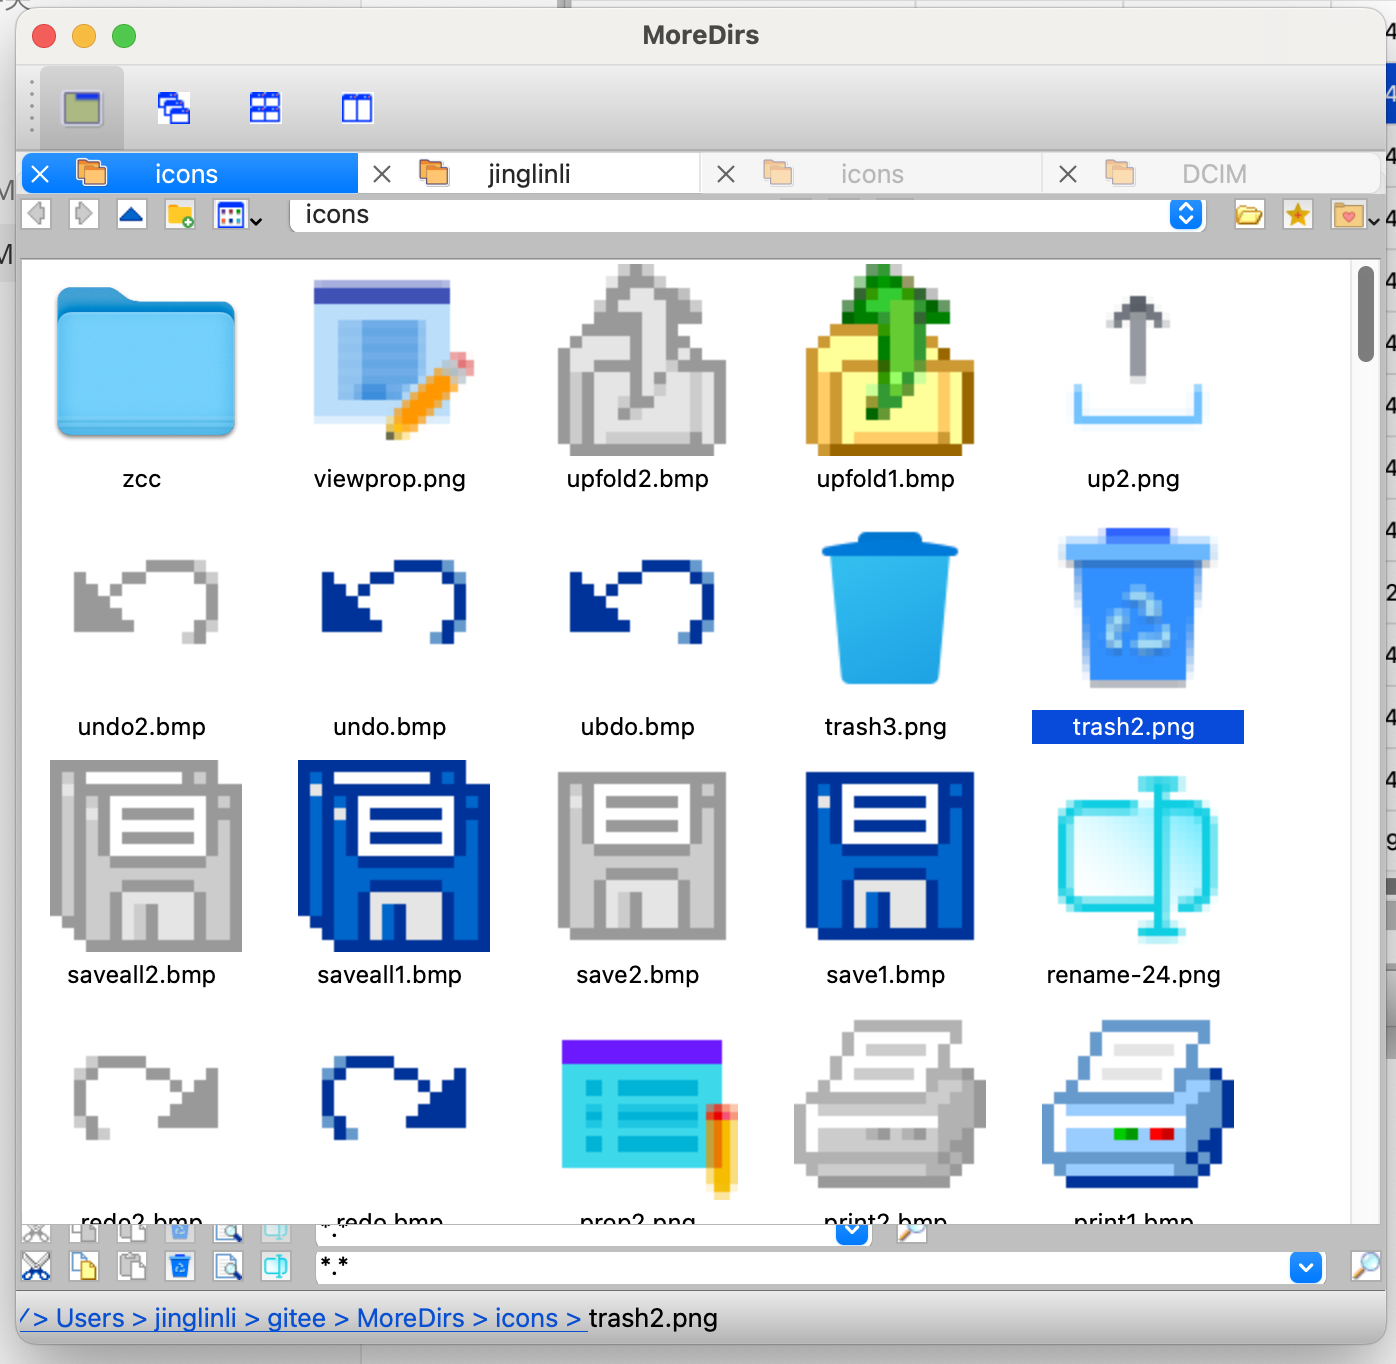 MoreDirs
icons
jinglinli
icons
DCIM
icons
zcc
viewprop.png
upfold2.bmp
upfold1.bmp
up2.png
undo2.bmp
undo.bmp
ubdo.bmp
trash3.png
trash2.png
saveall2.bmp
saveall1.bmp
save2.bmp
save1.bmp
rename-24.png
redo2.bmp
redo.bmp
prop2.png
print2.bmp
print1.bmp
*.*
*.*
/> Users > jinglinli > gitee > MoreDirs > icons > trash2.png